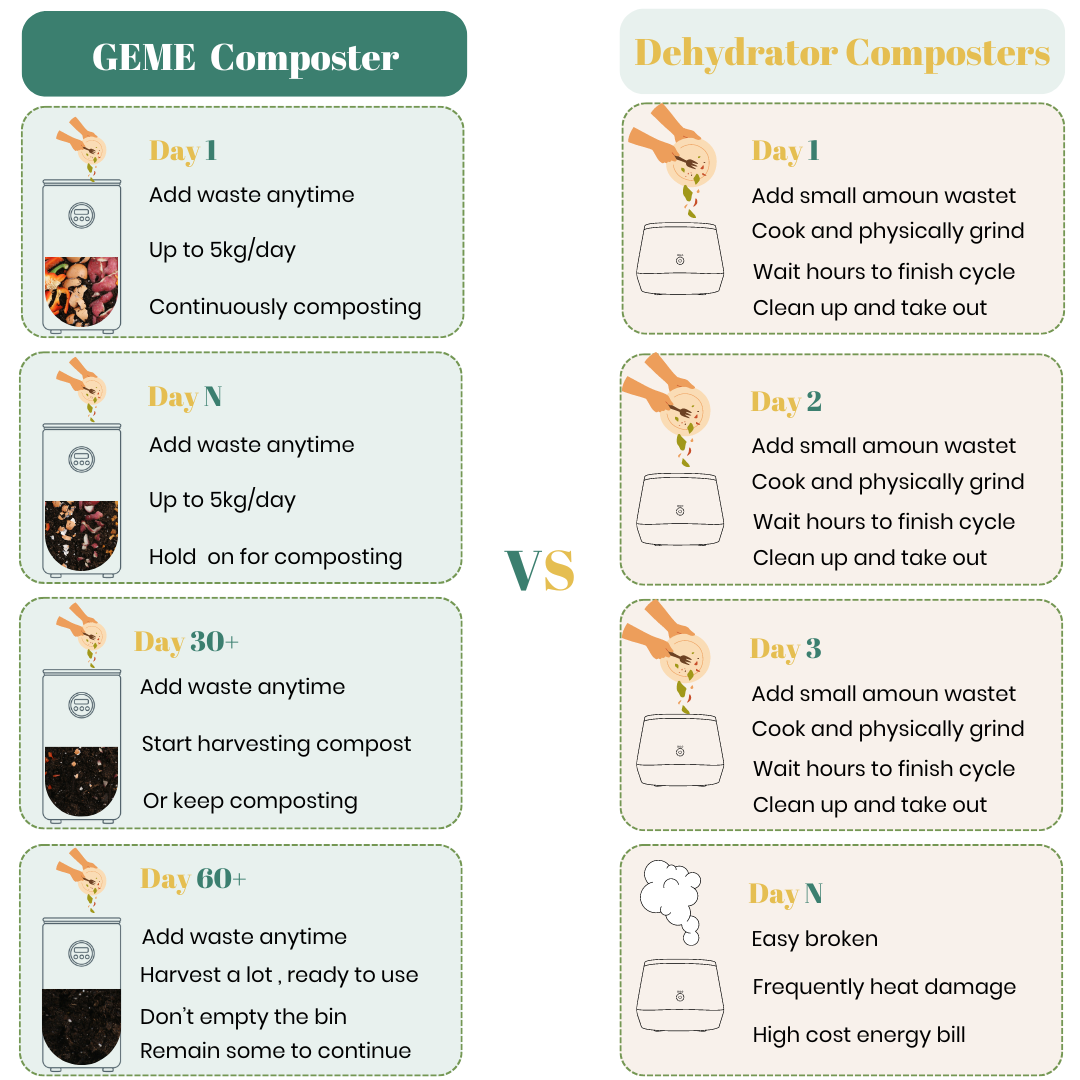 GEME Composter
Day 1
Add waste anytime
Up to 5kg/day
Continuously composting
Day N
Add waste anytime
Up to 5kg/day
Hold on for composting
Day 30+
Add waste anytime
Start harvesting compost
Or keep composting
Day 60+
Add waste anytime
Harvest a lot , ready to use
Don’t empty the bin
Remain some to continue
VS
Dehydrator Composters
Day 1
Add small amoun wastet
Cook and physically grind
Wait hours to finish cycle
Clean up and take out
Day 2
Add small amoun wastet
Cook and physically grind
Wait hours to finish cycle
Clean up and take out
Day 3
Add small amoun wastet
Cook and physically grind
Wait hours to finish cycle
Clean up and take out
Day N
Easy broken
Frequently heat damage
High cost energy bill